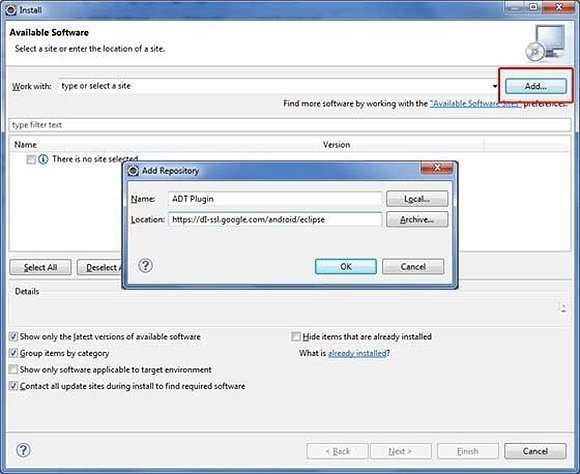 Install
Available Software
Select a site or enter the location of a site.
Work with: type or select a site Add...
Find more software by working with the "Available Software Sites" preferences.
type filter text
Name Version
There is no site selected
Add Repository
Name: ADT Plugin Local...
Location: https://dl-ssl.google.com/android/eclipse Archive...
OK Cancel
Select All Deselect A
Details
Show only the latest versions of available software Hide items that are already installed
Group items by category What is already installed?
Show only software applicable to target environment
Contact all update sites during install to find required software
< Back Next > Finish Cancel